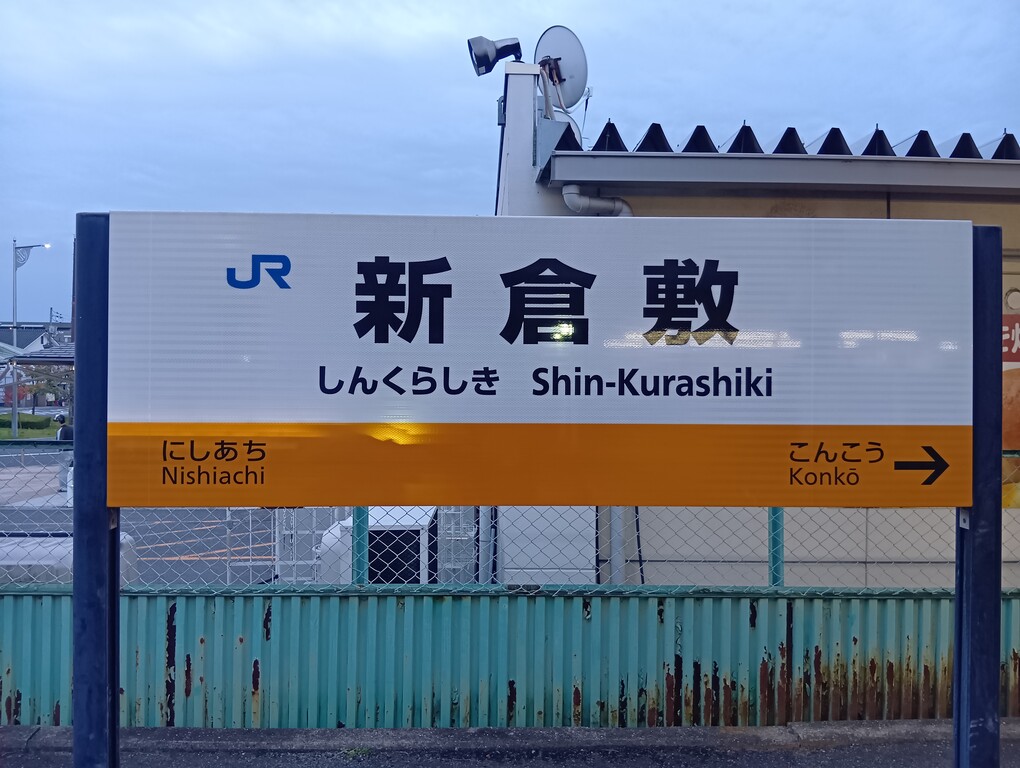 JR 新倉敷
しんくらしき Shin-Kurashiki
にしあち
Nishiachi
こんこう
Konkō →